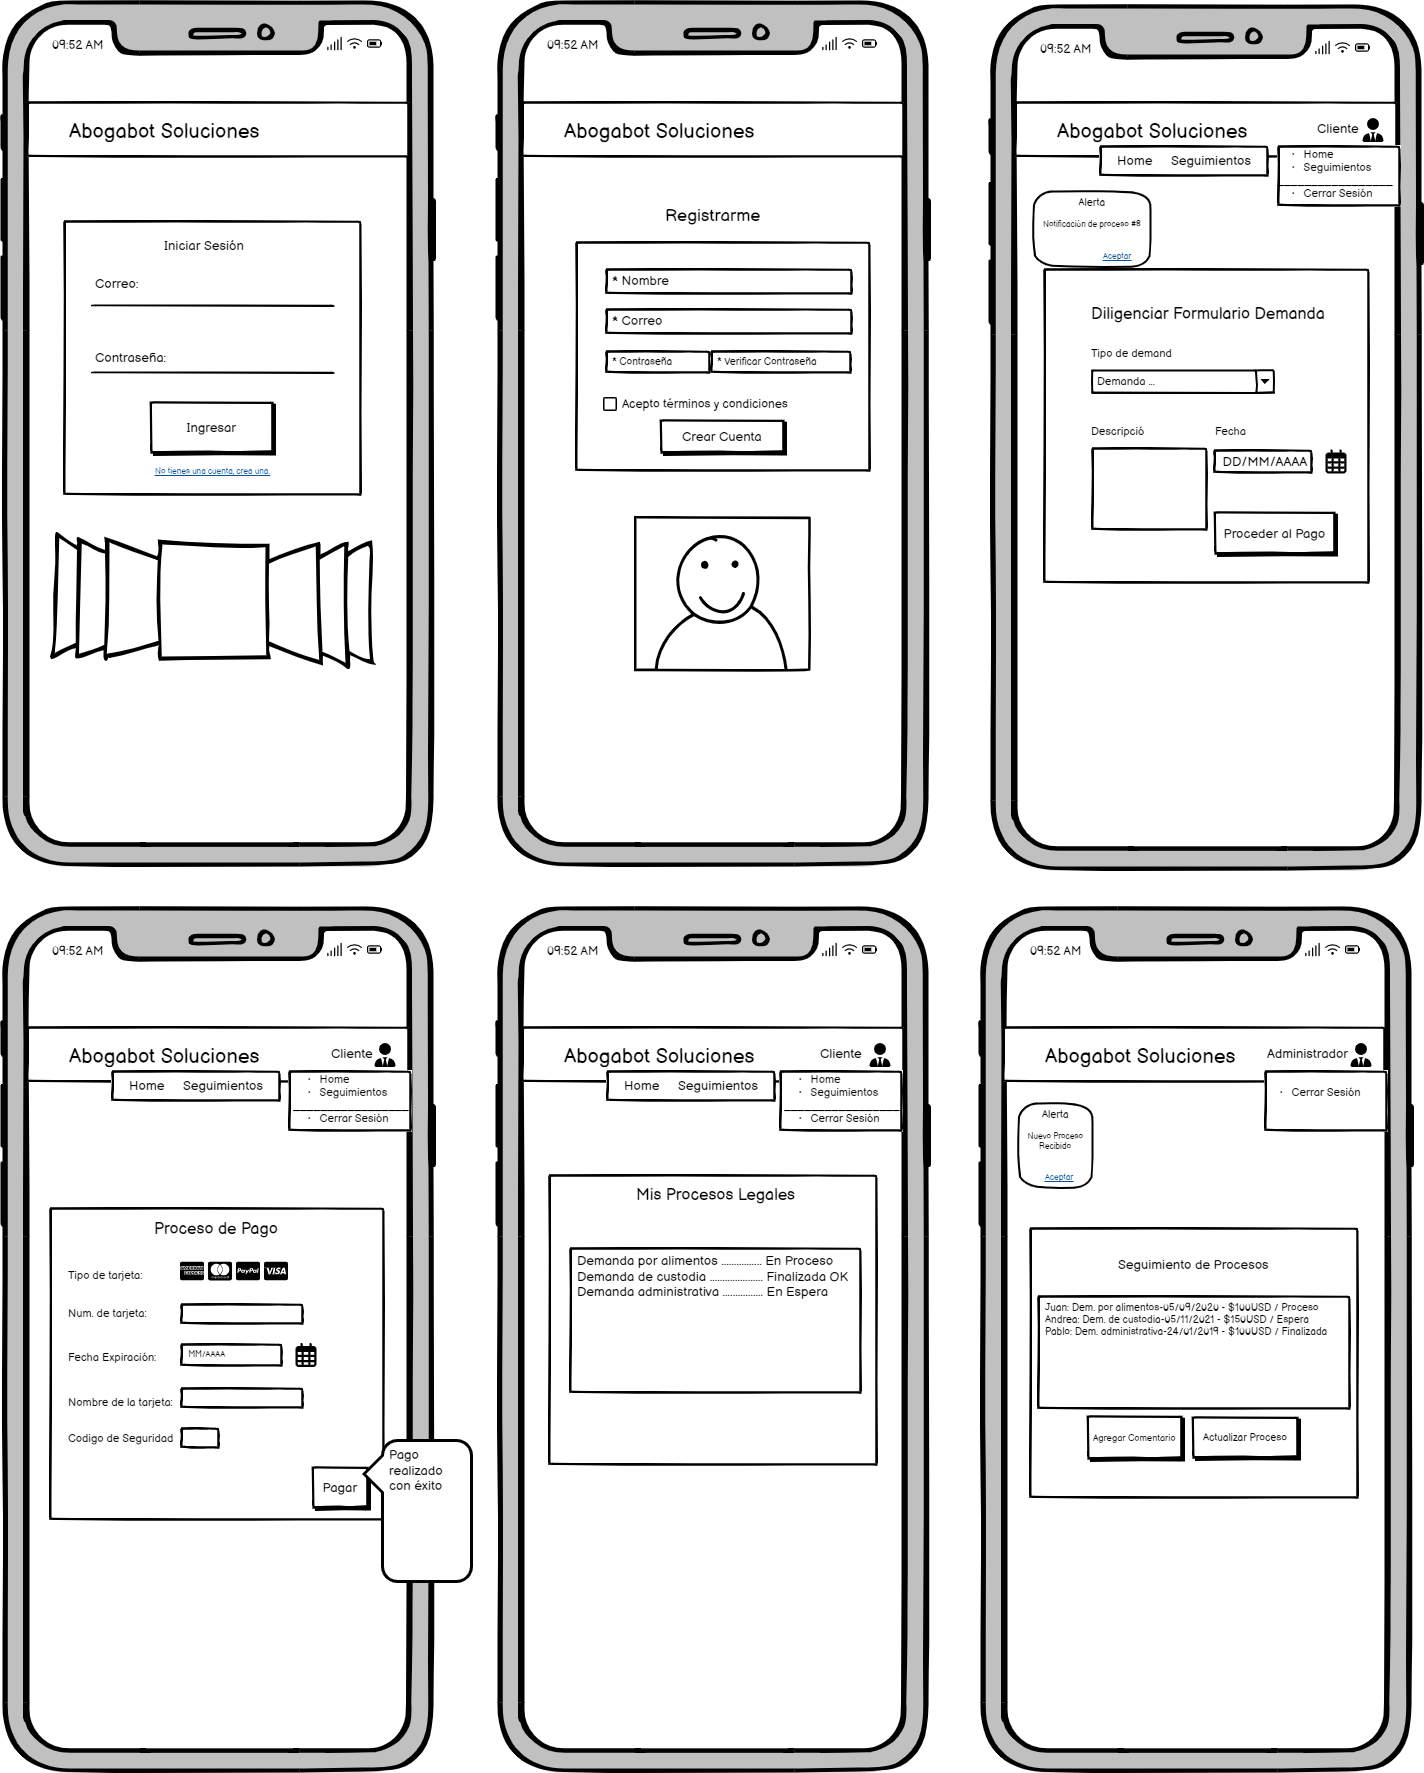 09:52 AM
Abogabot Soluciones
Iniciar Sesión
Correo:
Contraseña:
Ingresar
No tienes una cuenta, crea una.
09:52 AM
Abogabot Soluciones
Registrarme
* Nombre
* Correo
* Contraseña * Verificar Contraseña
Acepto términos y condiciones
Crear Cuenta
09:52 AM
Abogabot Soluciones Cliente
Home Seguimientos
· Home
· Seguimientos
· Cerrar Sesión
Alerta
Notificación de proceso #8
Aceptar
Diligenciar Formulario Demanda
Tipo de demand
Demanda ...
Descripció Fecha
DD/MM/AAAA
Proceder al Pago
09:52 AM
Abogabot Soluciones Cliente
Home Seguimientos
· Home
· Seguimientos
· Cerrar Sesión
Proceso de Pago
Tipo de tarjeta: AMERICAN EXPRESS PayPal VISA
Num. de tarjeta:
Fecha Expiración: MM/AAAA
Nombre de la tarjeta:
Codigo de Seguridad
Pagar
Pago
realizado
con éxito
09:52 AM
Abogabot Soluciones Cliente
Home Seguimientos
· Home
· Seguimientos
· Cerrar Sesión
Mis Procesos Legales
Demanda por alimentos ............... En Proceso
Demanda de custodia .................... Finalizada OK
Demanda administrativa ............... En Espera
09:52 AM
Abogabot Soluciones Administrador
· Cerrar Sesión
Alerta
Nuevo Proceso
Recibido
Aceptar
Seguimiento de Procesos
Juan: Dem. por alimentos-05/09/2020 - $100USD / Proceso
Andrea: Dem. de custodia-05/11/2021 - $150USD / Espera
Pablo: Dem. administrativa-24/01/2019 - $100USD / Finalizada
Agregar Comentario Actualizar Proceso